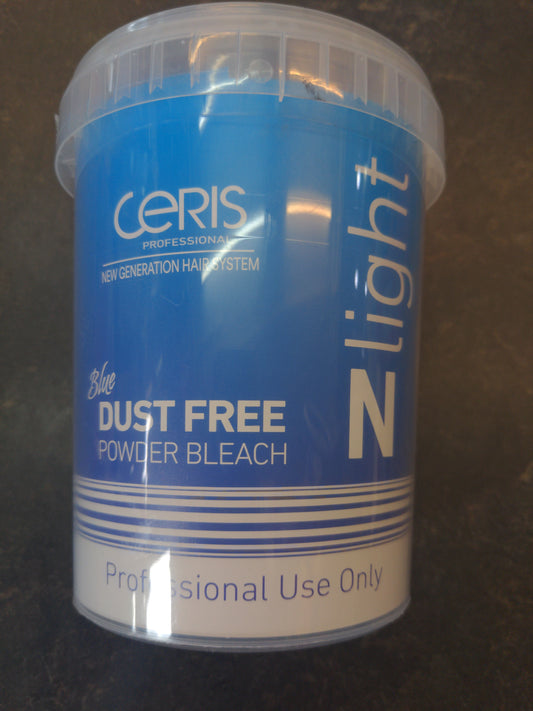 CERIS
PROFESSIONAL
NEW GENERATION HAIR SYSTEM
N light
Blue
DUST FREE
POWDER BLEACH
Professional Use Only